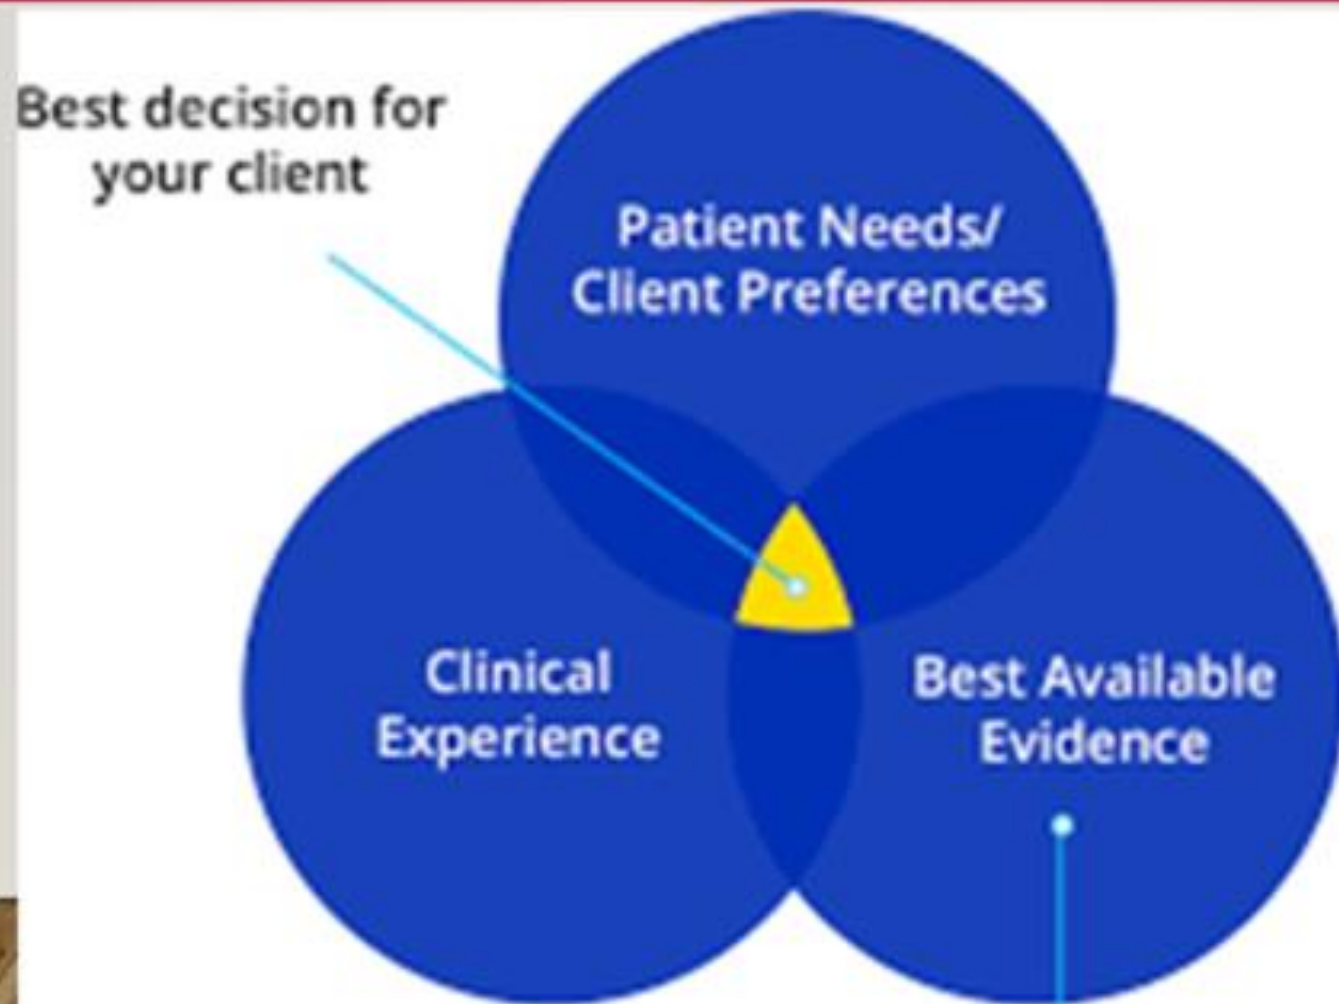 Best decision for
your client
Patient Needs/
Client Preferences
Clinical
Experience
Best Available
Evidence